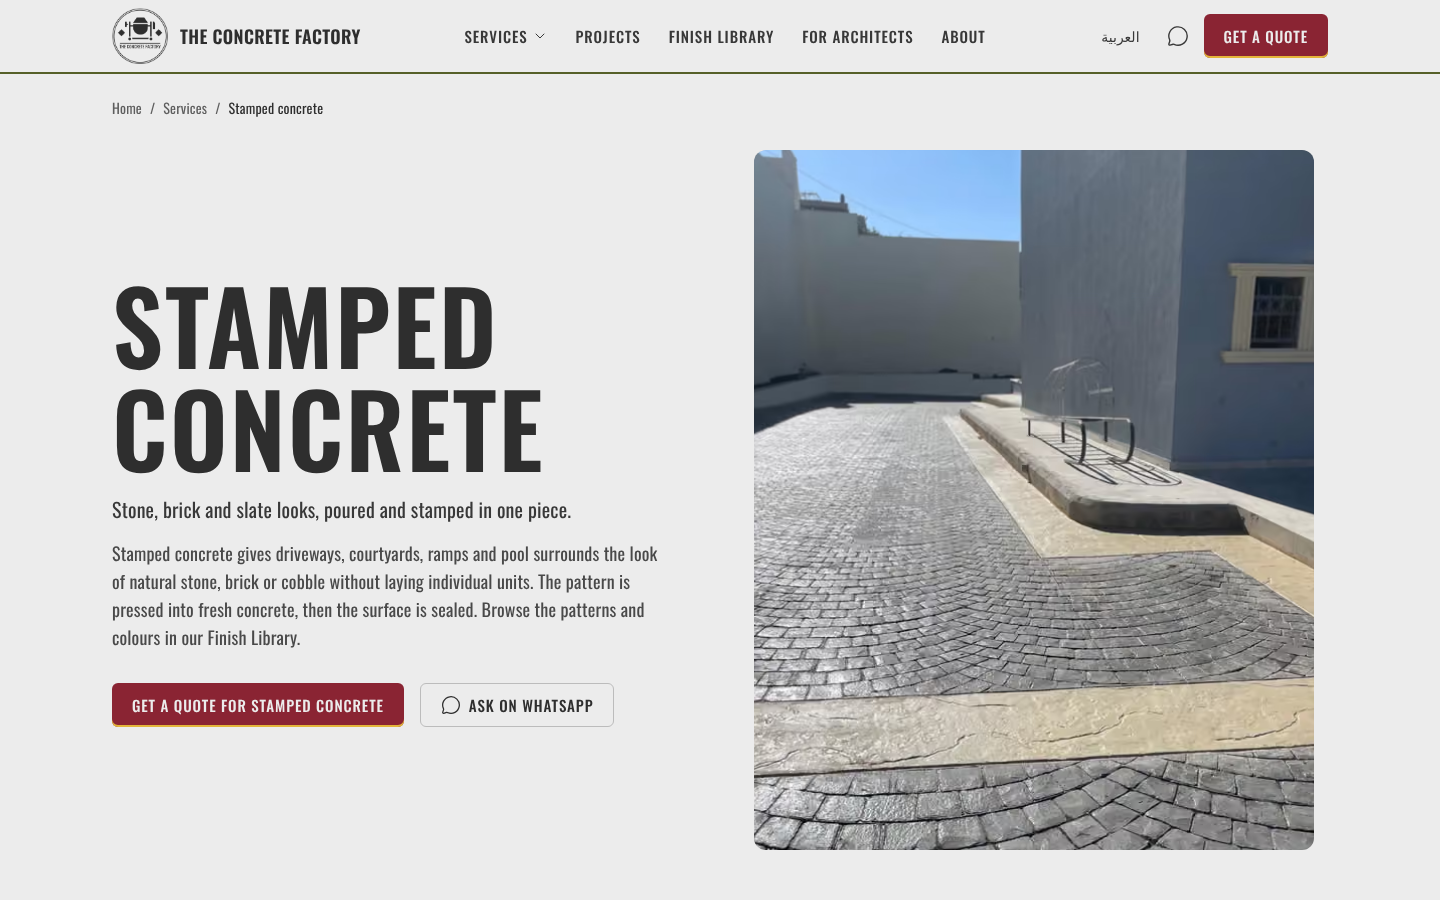 THE CONCRETE FACTORY
THE CONCRETE FACTORY
SERVICES
PROJECTS
FINISH LIBRARY
FOR ARCHITECTS
ABOUT
العربية
GET A QUOTE
Home / Services / Stamped concrete
STAMPED
CONCRETE
Stone, brick and slate looks, poured and stamped in one piece.
Stamped concrete gives driveways, courtyards, ramps and pool surrounds the look
of natural stone, brick or cobble without laying individual units. The pattern is
pressed into fresh concrete, then the surface is sealed. Browse the patterns and
colours in our Finish Library.
GET A QUOTE FOR STAMPED CONCRETE
ASK ON WHATSAPP